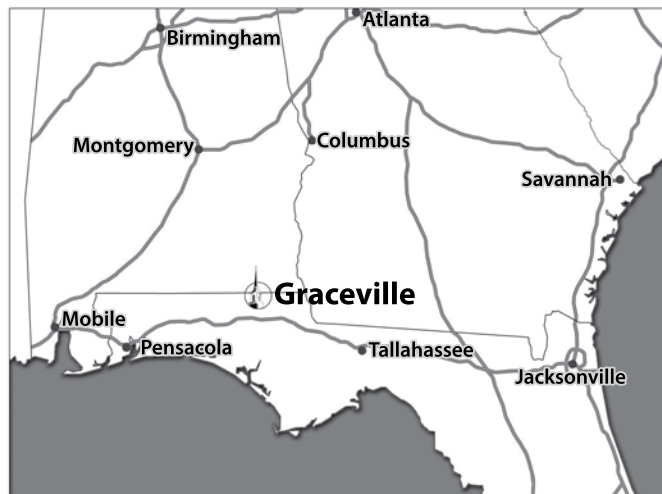 Atlanta
Birmingham
Montgomery
Columbus
Savannah
Graceville
Mobile
Pensacola
Tallahassee
Jacksonville